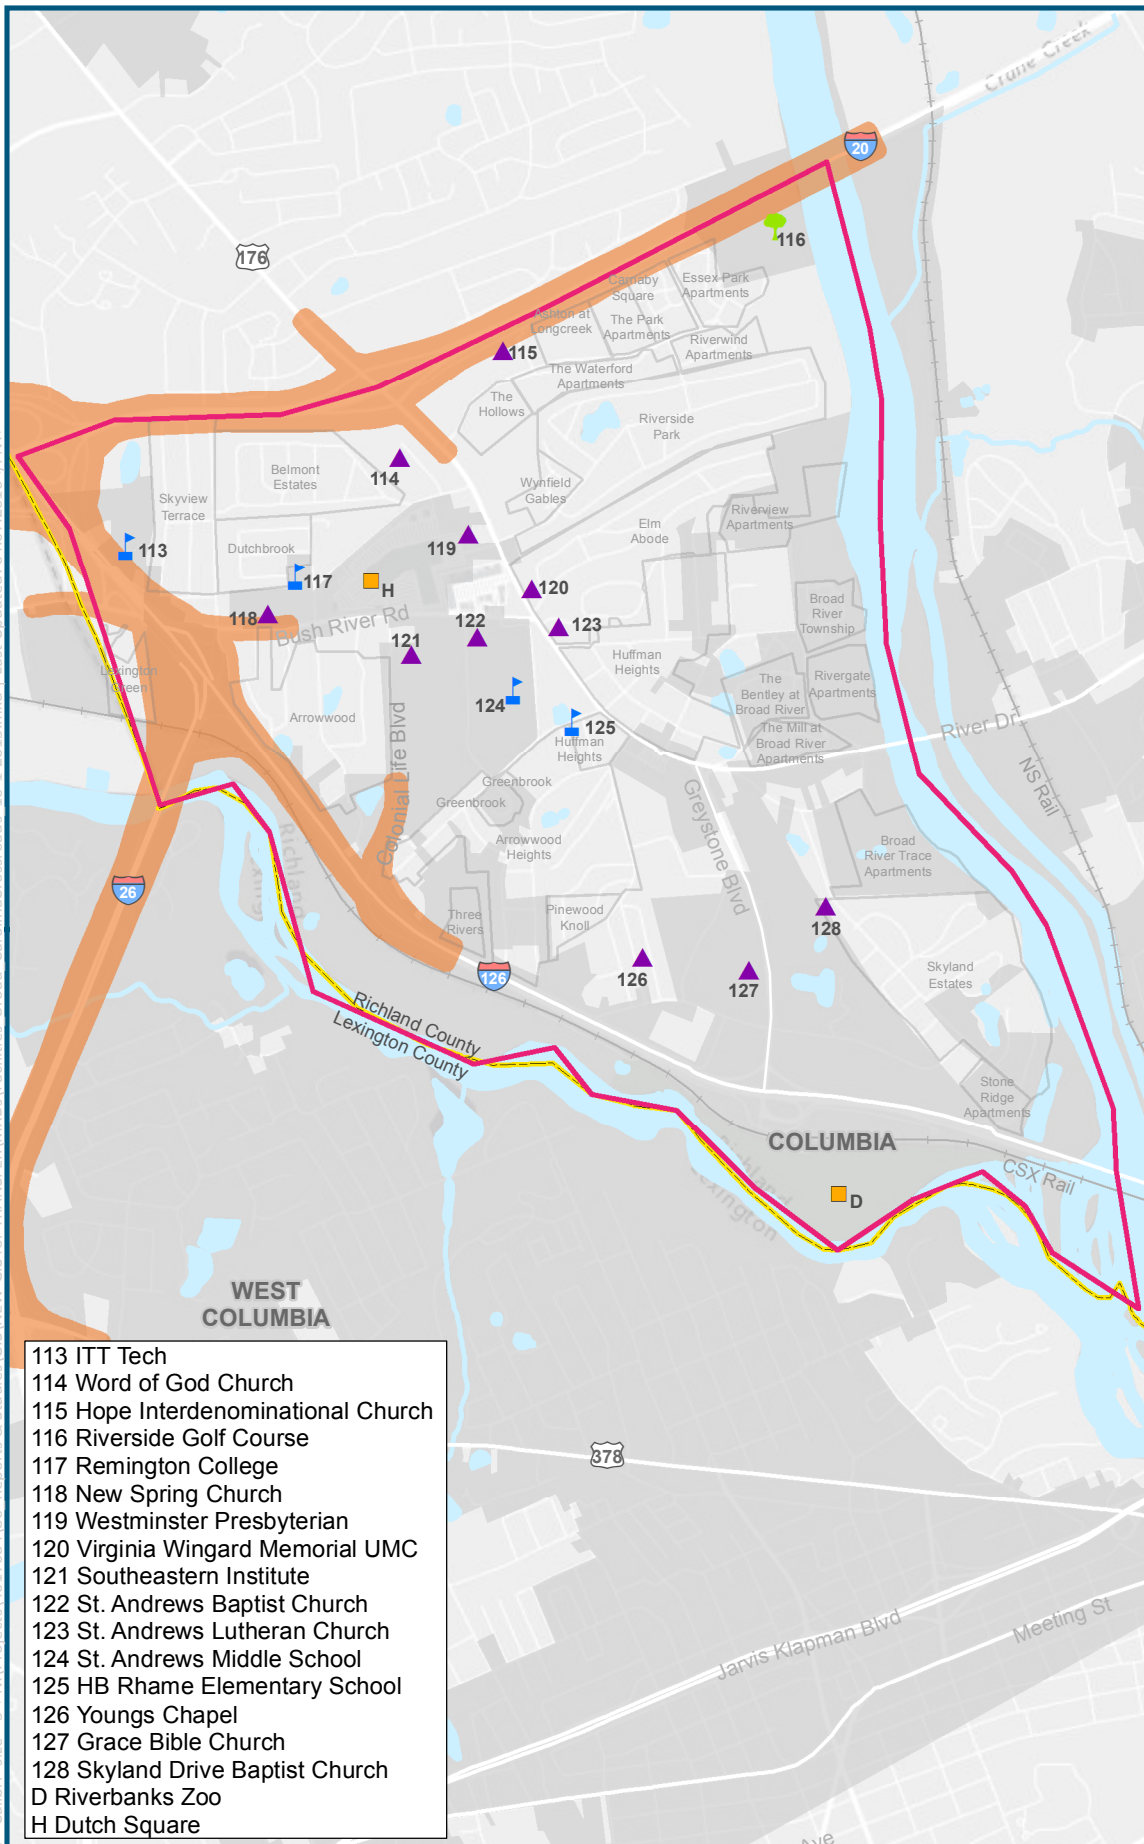 Crane Creek
20
176
116
Carnaby
Square
Essex Park
Apartments
Ashton at
Longcreek
The Park
Apartments
Riverwind
Apartments
115
The Waterford
Apartments
The
Hollows
Riverside
Park
114
Belmont
Estates
Skyview
Terrace
Wynfield
Gables
Riverview
Apartments
Elm
Abode
119
113
Dutchbrook
117
H
120
Broad
River
Township
118
Bush River Rd
122
123
121
Huffman
Heights
Lexington
Green
The
Bentley at
Broad River
Rivergate
Apartments
124
Arrowwood
125
Huffman
Heights
The Mill at
Broad River
Apartments
River Dr
NS Rail
Colonial Life Blvd
Greenbrook
Greenbrook
Greystone Blvd
Arrowwood
Heights
Broad
River Trace
Apartments
Richland
26
Three
Rivers
Pinewood
Knoll
128
126
126
127
Skyland
Estates
Richland County
Lexington County
Stone
Ridge
Apartments
COLUMBIA
Richland
CSX Rail
D
WEST
COLUMBIA
113 ITT Tech
114 Word of God Church
115 Hope Interdenominational Church
116 Riverside Golf Course
117 Remington College
118 New Spring Church
119 Westminster Presbyterian
120 Virginia Wingard Memorial UMC
121 Southeastern Institute
122 St. Andrews Baptist Church
123 St. Andrews Lutheran Church
124 St. Andrews Middle School
125 HB Rhame Elementary School
126 Youngs Chapel
127 Grace Bible Church
128 Skyland Drive Baptist Church
D Riverbanks Zoo
H Dutch Square
378
Jarvis Klapman Blvd
Meeting St
Ave